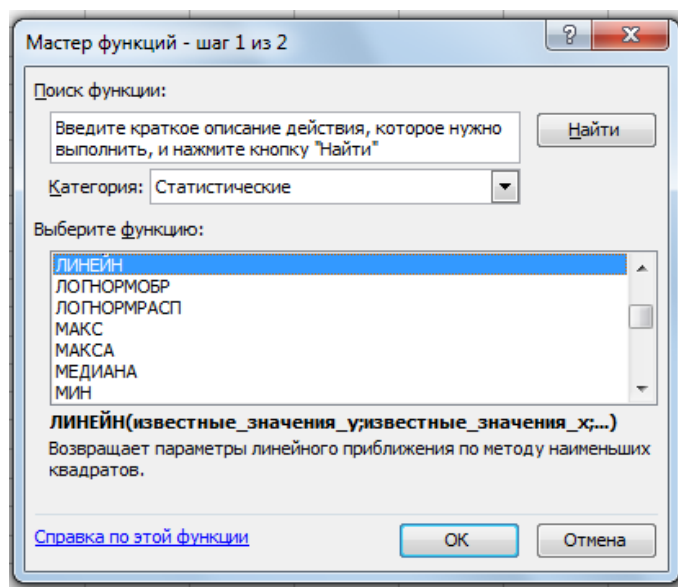 Мастер функций - шаг 1 из 2
Поиск функции:
Введите краткое описание действия, которое нужно
выполнить, и нажмите кнопку "Найти"
Найти
Категория: Статистические
Выберите функцию:
ЛИНЕЙН
ЛОГНОРМОБР
ЛОГНОРМРАСП
МАКС
МАКСА
МЕДИАНА
МИН
ЛИНЕЙН(известные_значения_y;известные_значения_x;...)
Возвращает параметры линейного приближения по методу наименьших
квадратов.
Справка по этой функции
ОК
Отмена